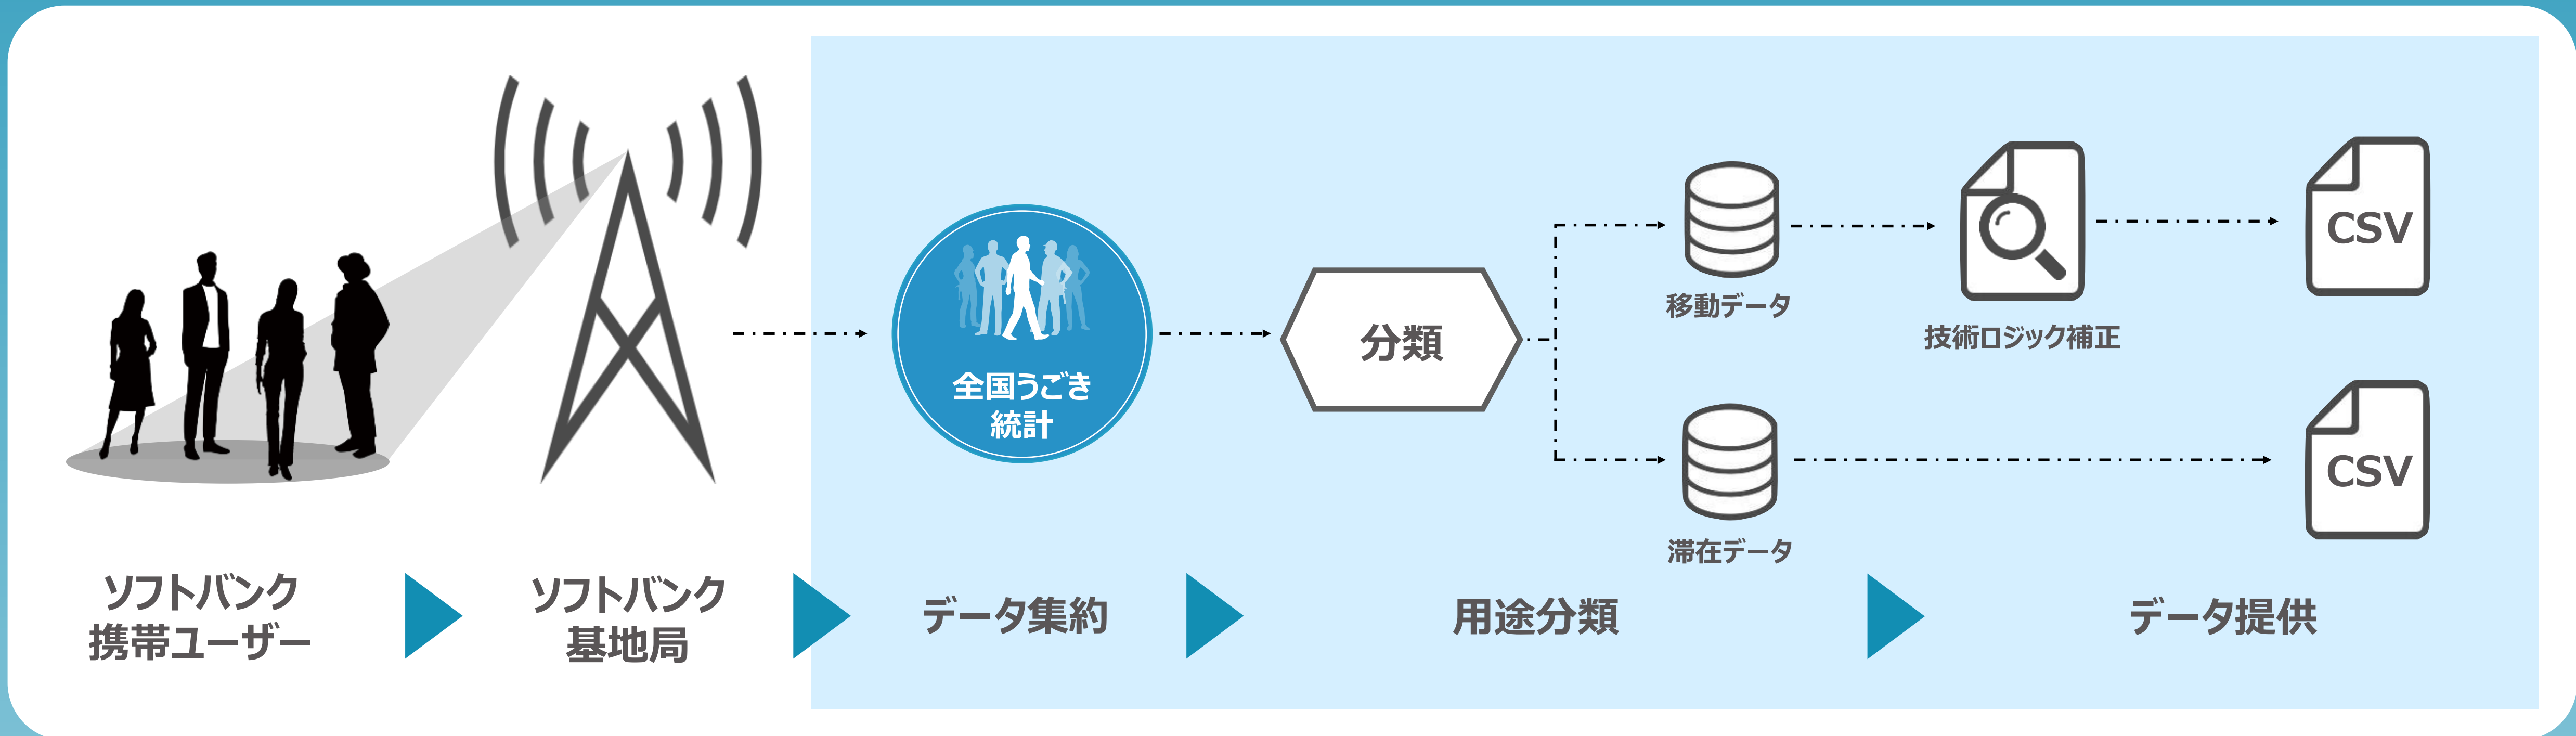 全国うごき
統計
分類
移動データ
技術ロジック補正
CSV
滞在データ
CSV
ソフトバンク
携帯ユーザー
ソフトバンク
基地局
データ集約
用途分類
データ提供